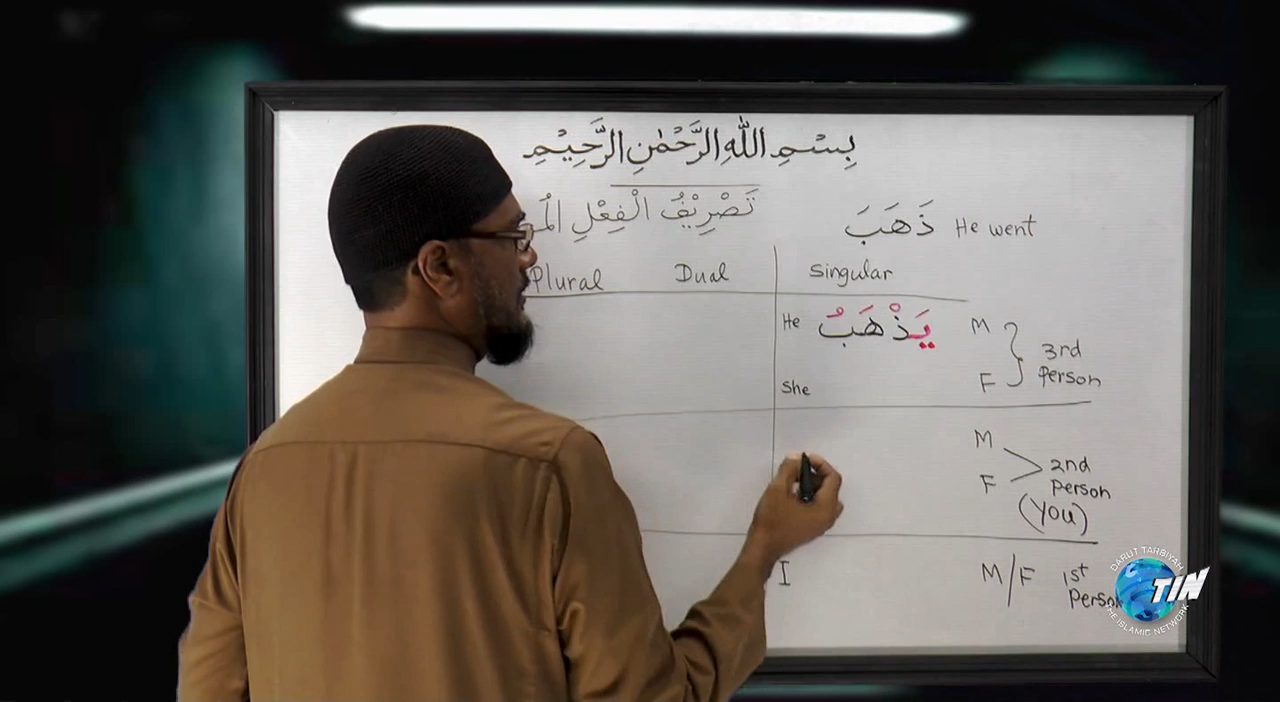 بِسْمِ اللّٰهِ الرَّحْمٰنِ الرَّحِيْمِ
تَصْرِيْفُ الْفِعْلِ
ذَهَبَ He went
Plural Dual Singular
He يَذْهَبُ M
3rd
Person
She F
M
2nd
Person
F
(You)
I M/F 1st
Person
DARUT TARBIYAH
TIN
THE ISLAMIC NETWORK